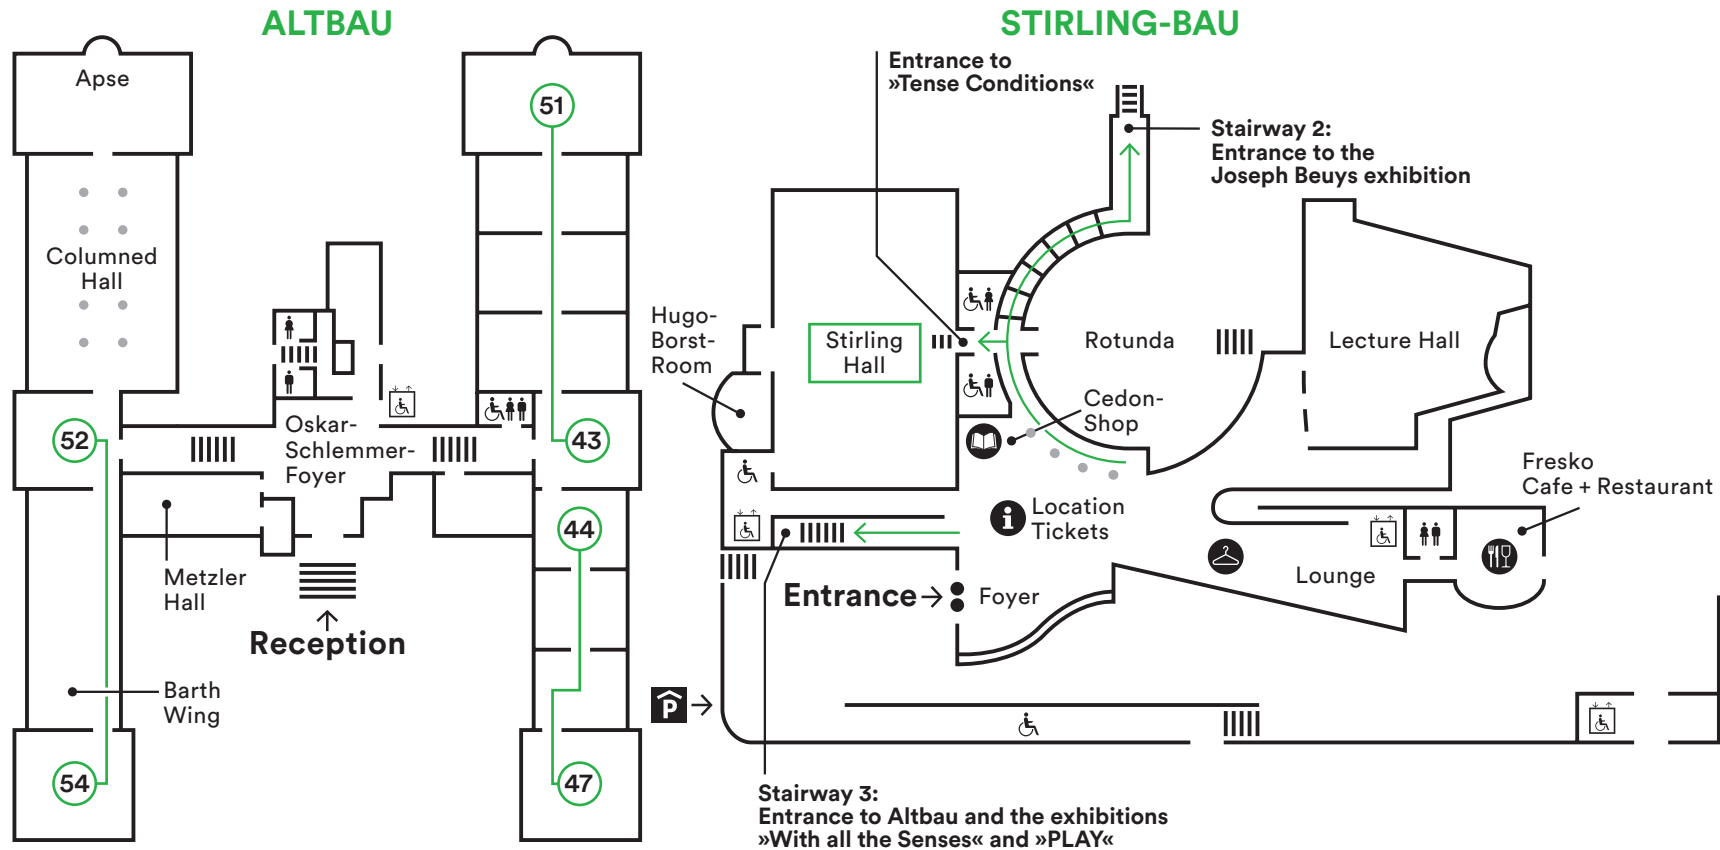 ALTBAU
STIRLING-BAU
Apse
51
Columned
Hall
52
Oskar-
Schlemmer-
Foyer
43
44
Metzler
Hall
Reception
Barth
Wing
54
47
Entrance to
»Tense Conditions«
Stairway 2:
Entrance to the
Joseph Beuys exhibition
Hugo-
Borst-
Room
Stirling
Hall
Rotunda
Lecture Hall
Cedon-
Shop
Fresko
Cafe + Restaurant
i
Location
Tickets
Entrance
Foyer
Lounge
P
Stairway 3:
Entrance to Altbau and the exhibitions
»With all the Senses« and »PLAY«